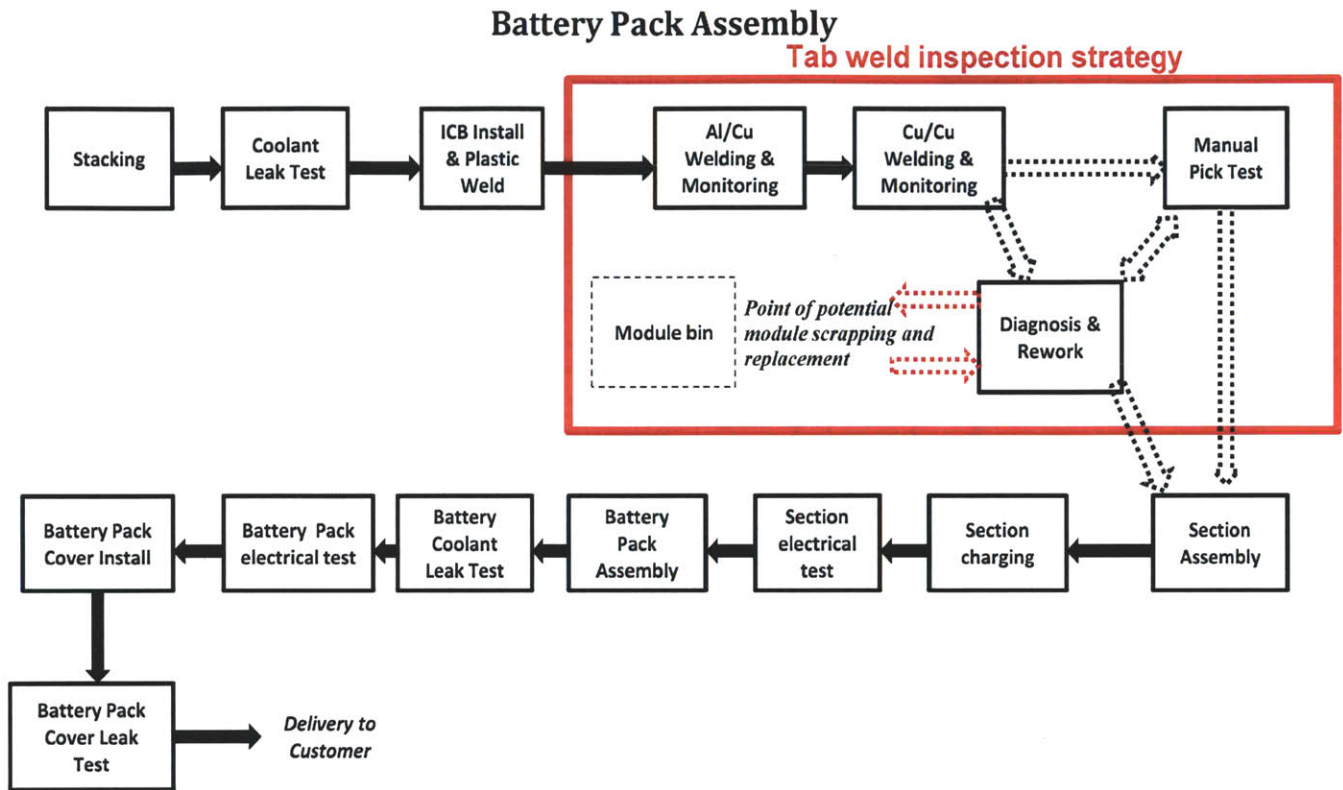 Battery Pack Assembly
Tab weld inspection strategy
Stacking
Coolant
Leak Test
ICB Install
& Plastic
Weld
Al/Cu
Welding &
Monitoring
Cu/Cu
Welding &
Monitoring
Manual
Pick Test
Module bin
Point of potential
module scrapping and
replacement
Diagnosis &
Rework
Battery Pack
Cover Install
Battery Pack
electrical test
Battery
Coolant
Leak Test
Battery
Pack
Assembly
Section
electrical
test
Section
charging
Section
Assembly
Battery Pack
Cover Leak
Test
Delivery to
Customer